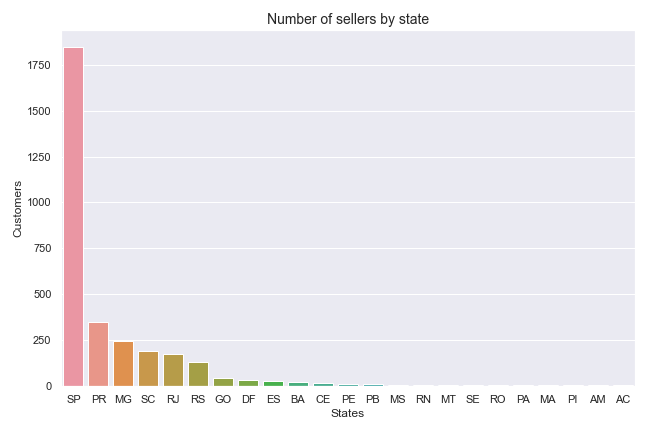 Number of sellers by state
1750
1500
1250
1000
750
500
250
0
Customers
SP PR MG SC RJ RS GO DF ES BA CE PE PB MS RN MT SE RO PA MA PI AM AC
States